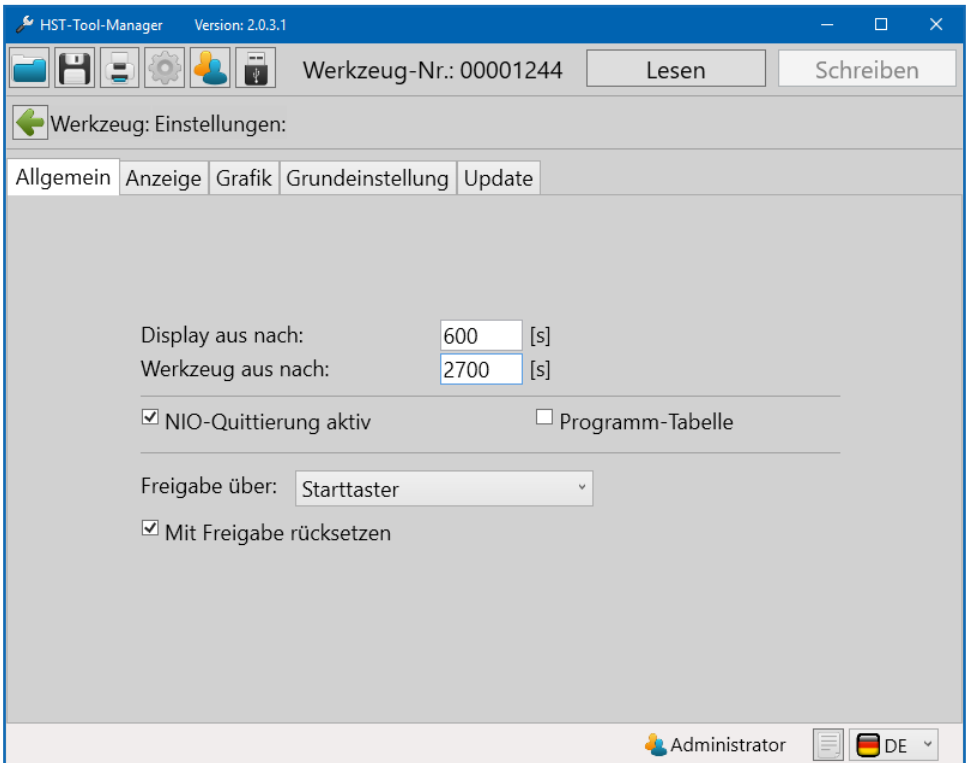 HST-Tool-Manager Version: 2.0.3.1
Werkzeug-Nr.: 00001244 Lesen Schreiben
Werkzeug: Einstellungen:
Allgemein Anzeige Grafik Grundeinstellung Update
Display aus nach: 600 [s]
Werkzeug aus nach: 2700 [s]
NIO-Quittierung aktiv Programm-Tabelle
Freigabe über: Starttaster
Mit Freigabe rücksetzen
Administrator DE